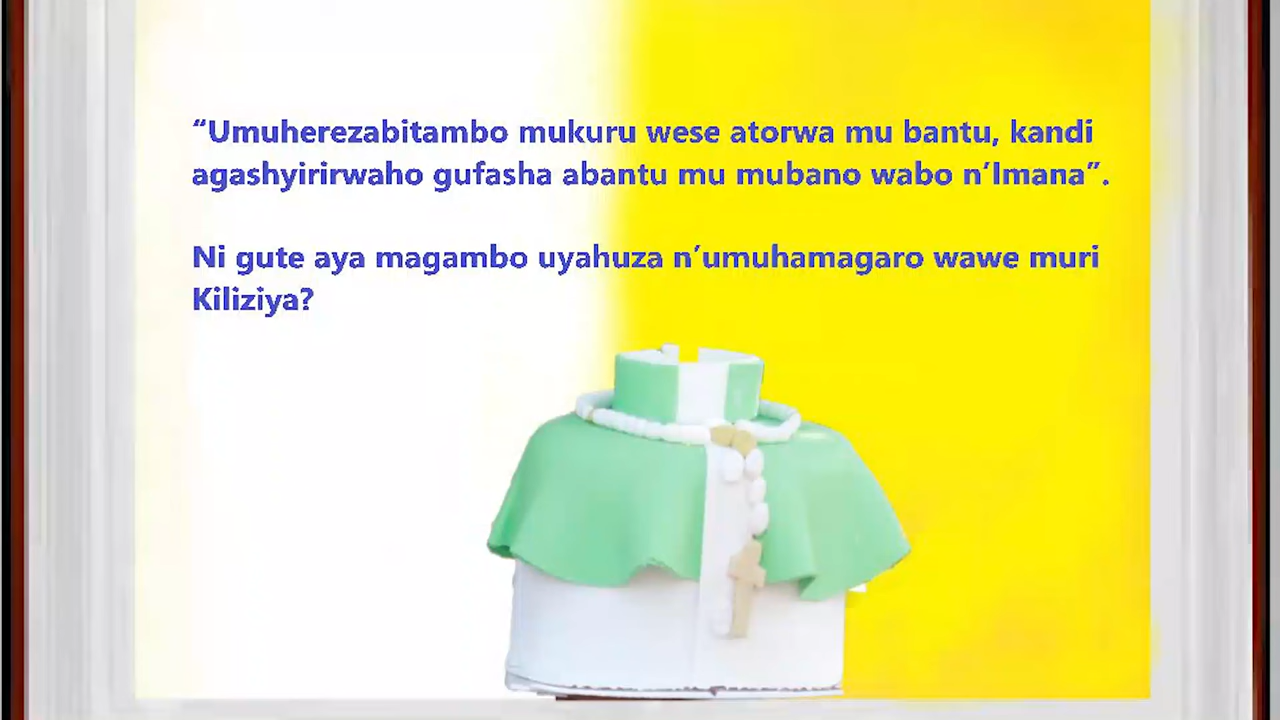 “Umuherezabitambo mukuru wese atorwa mu bantu, kandi
agashyirirwaho gufasha abantu mu mubano wabo n’Imana”.
Ni gute aya magambo uyahuza n’umuhamagaro wawe muri
Kiliziya?